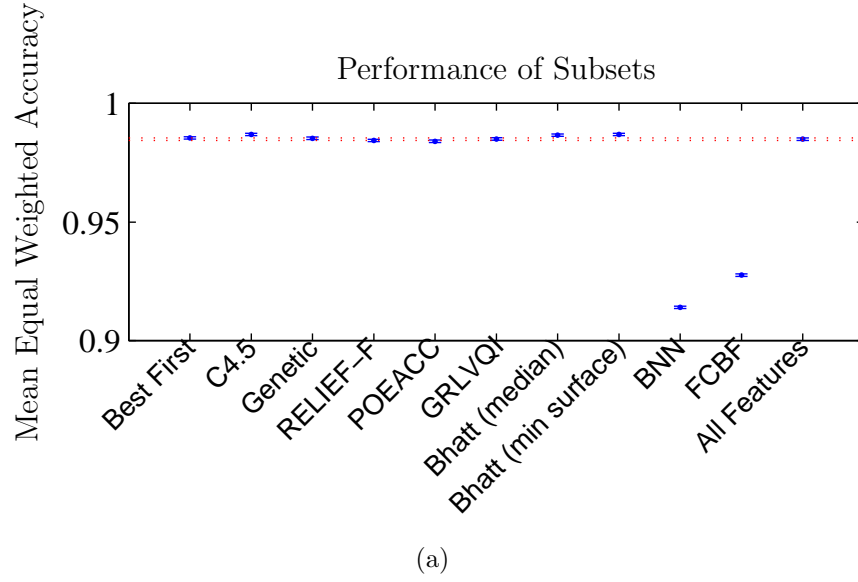 Performance of Subsets
Mean Equal Weighted Accuracy
1
0.95
0.9
Best First
C4.5
Genetic
RELIEF-F
POEACC
GRLVQI
Bhatt (median)
Bhatt (min surface)
BNN
FCBF
All Features
(a)